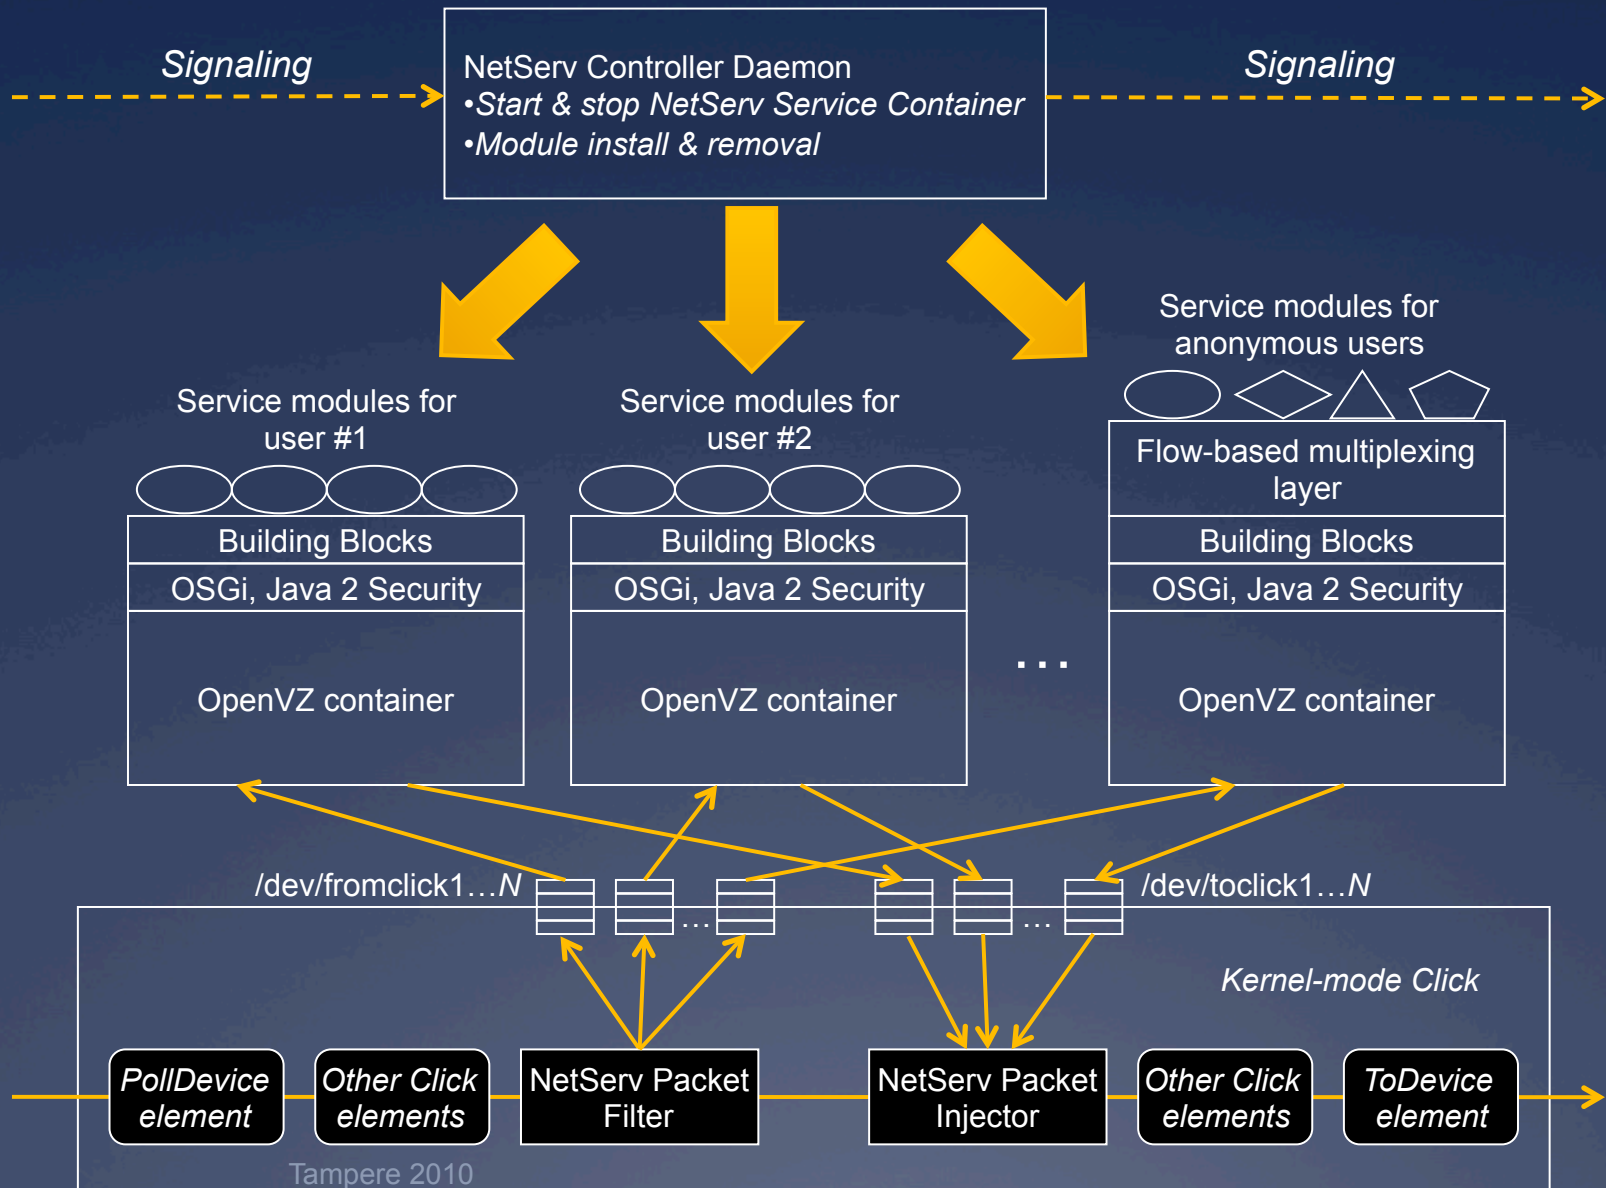 Signaling
NetServ Controller Daemon
•Start & stop NetServ Service Container
•Module install & removal
Signaling
Service modules for
anonymous users
Service modules for
user #1
Service modules for
user #2
Flow-based multiplexing
layer
Building Blocks
Building Blocks
Building Blocks
OSGi, Java 2 Security
OSGi, Java 2 Security
OSGi, Java 2 Security
...
OpenVZ container
OpenVZ container
OpenVZ container
/dev/fromclick1…N
/dev/toclick1…N
...
...
Kernel-mode Click
PollDevice
element
Other Click
elements
NetServ Packet
Filter
NetServ Packet
Injector
Other Click
elements
ToDevice
element
Tampere 2010